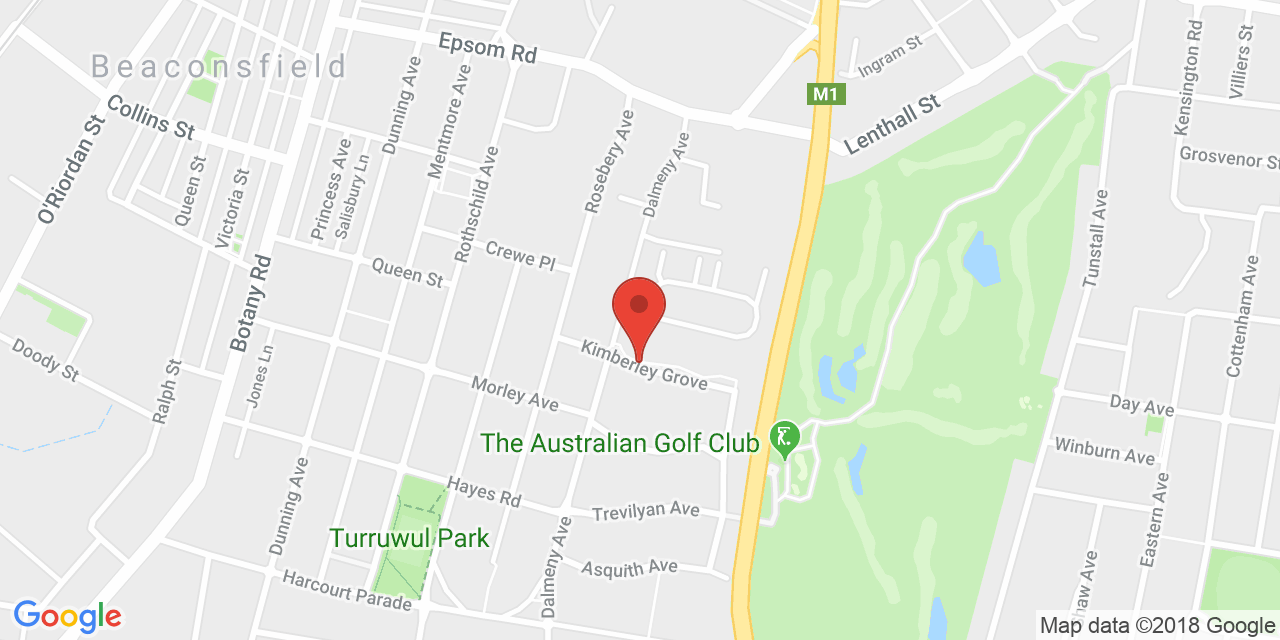 Epsom Rd
Ingram St
Kensington Rd
Villiers St
Beaconsfield
Dunning Ave
Mentmore Ave
M1
Collins St
Rosebery Ave
Dalmeny Ave
Lenthall St
O'Riordan St
Queen St
Victoria St
Princess Ave
Salisbury Ln
Rothschild Ave
Grosvenor St
Tunstall Ave
Crewe Pl
Queen St
Botany Rd
Cottenham Ave
Doody St
Ralph St
Jones Ln
Kimberley Grove
Morley Ave
Day Ave
The Australian Golf Club
Winburn Ave
Hayes Rd
Trevilyan Ave
Dunning Ave
Eastern Ave
Turruwul Park
Dalmeny Ave
Asquith Ave
Harcourt Parade
haw Ave
Google
Map data ©2018 Google